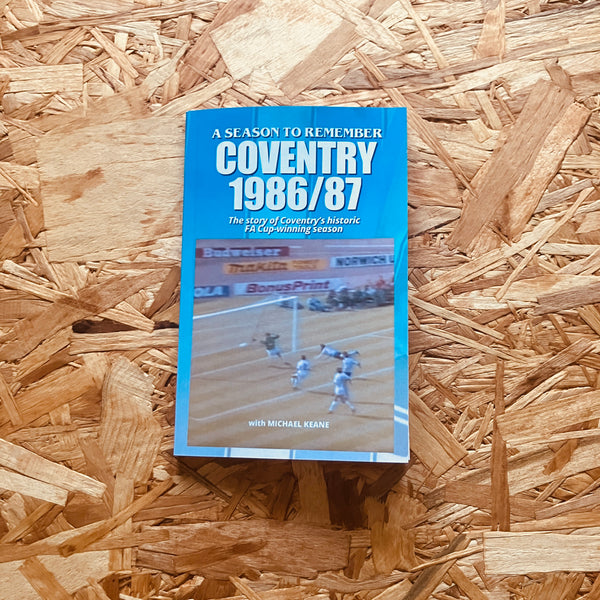 A SEASON TO REMEMBER
COVENTRY
1986/87
The story of Coventry's historic
FA Cup-winning season
Budweiser
Makita
NORWICH U
OLA
BonusPrint
with MICHAEL KEANE